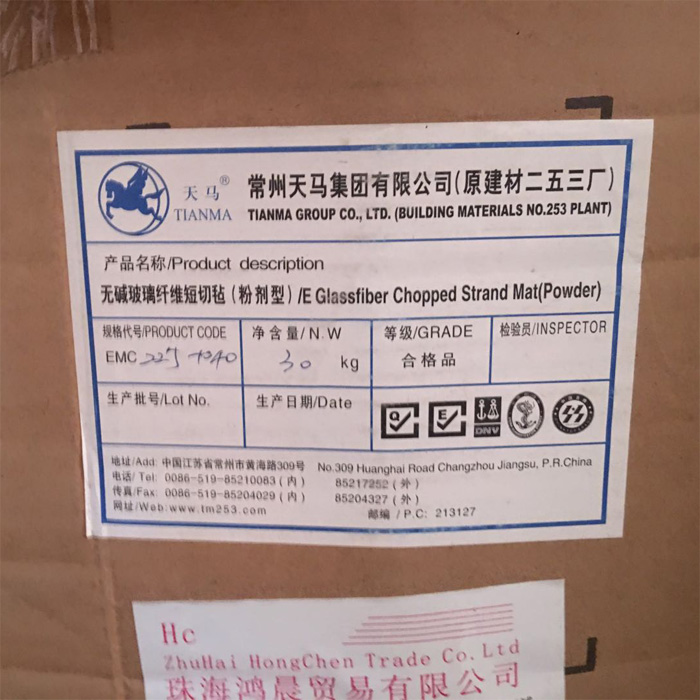 天马®
TIANMA
常州天马集团有限公司(原建材二五三厂)
TIANMA GROUP CO., LTD. (BUILDING MATERIALS NO.253 PLANT)
产品名称/Product description
无碱玻璃纤维短切毡(粉剂型)/E Glassfiber Chopped Strand Mat(Powder)
规格代号/PRODUCT CODE
EMC 225 1040
净含量/N.W
30 kg
等级/GRADE
合格品
检验员/INSPECTOR
生产批号/Lot No.
生产日期/Date
Q
E
DNV
地址/Add: 中国江苏省常州市黄海路309号 No.309 Huanghai Road Changzhou Jiangsu, P.R.China
电话/Tel: 0086-519-85210083(内) 85217252(外)
传真/Fax: 0086-519-85204029(内) 85204327(外)
网址/Web:www.tm253.com 邮编/P.C: 213127
Hc
ZhuHai HongChen Trade Co.Ltd
珠海鸿晨贸易有限公司